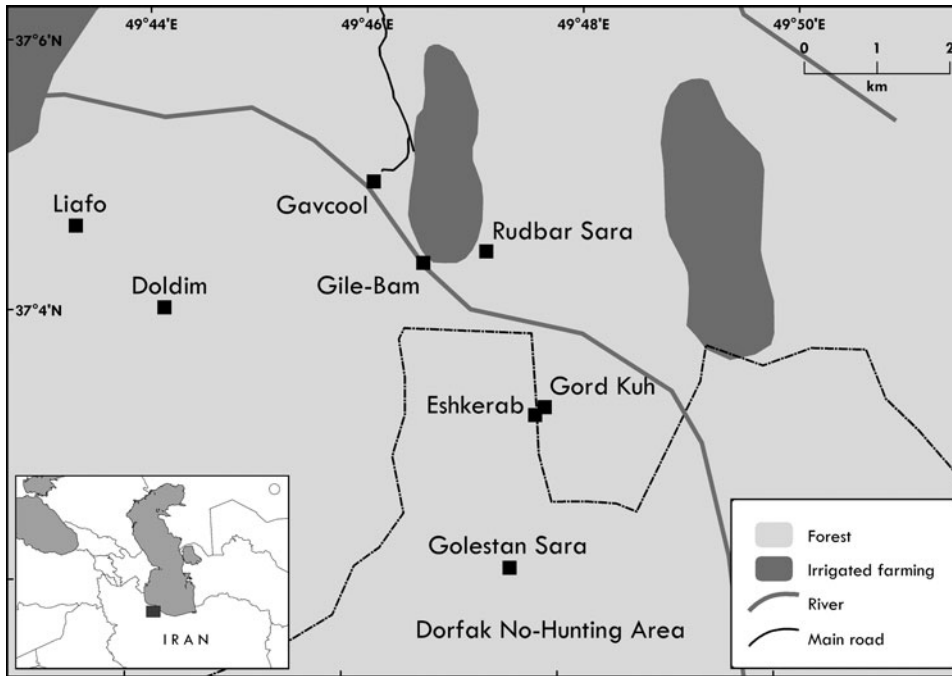 49°44'E
49°46'E
49°48'E
49°50'E
37°6'N
0 1 2
km
Gavcool
Liafo
Rudbar Sara
Gile-Bam
Doldim
37°4'N
Gord Kuh
Eshkerab
Golestan Sara
Dorfak No-Hunting Area
IRAN
Forest
Irrigated farming
River
Main road